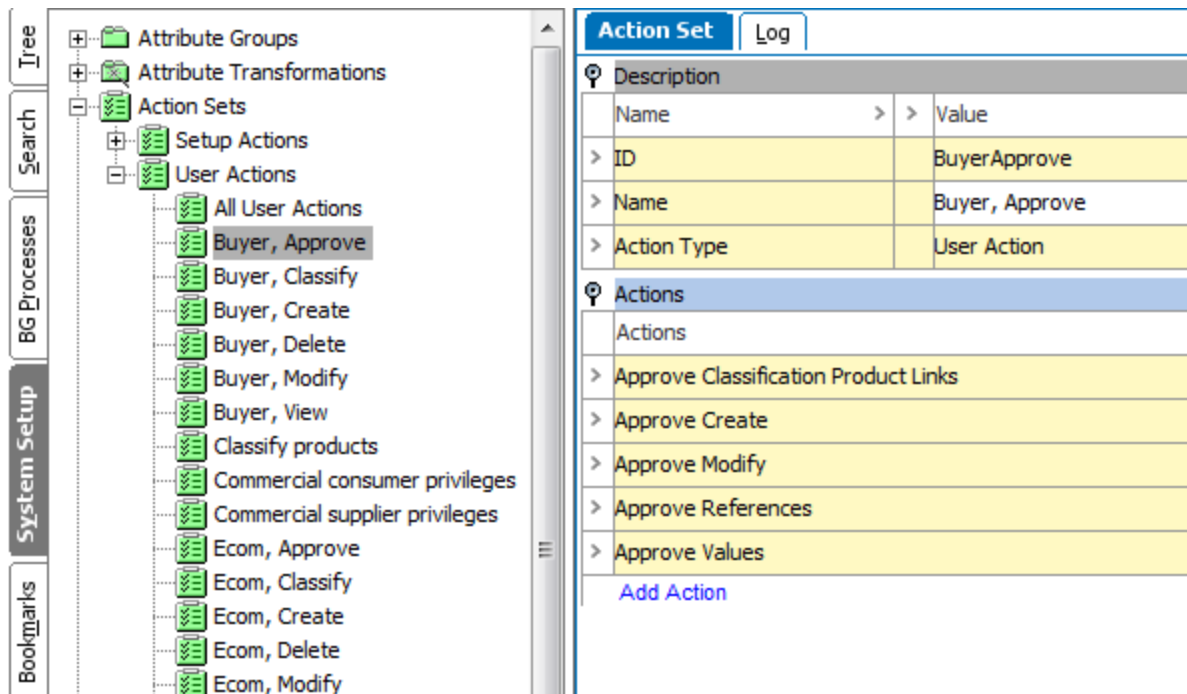 Tree
Search
BG Processes
System Setup
Bookmarks
Attribute Groups
Attribute Transformations
Action Sets
Setup Actions
User Actions
All User Actions
Buyer, Approve
Buyer, Classify
Buyer, Create
Buyer, Delete
Buyer, Modify
Buyer, View
Classify products
Commercial consumer privileges
Commercial supplier privileges
Ecom, Approve
Ecom, Classify
Ecom, Create
Ecom, Delete
Ecom, Modify
Action Set Log
Description
Name > > Value
> ID BuyerApprove
> Name Buyer, Approve
> Action Type User Action
Actions
Actions
> Approve Classification Product Links
> Approve Create
> Approve Modify
> Approve References
> Approve Values
Add Action